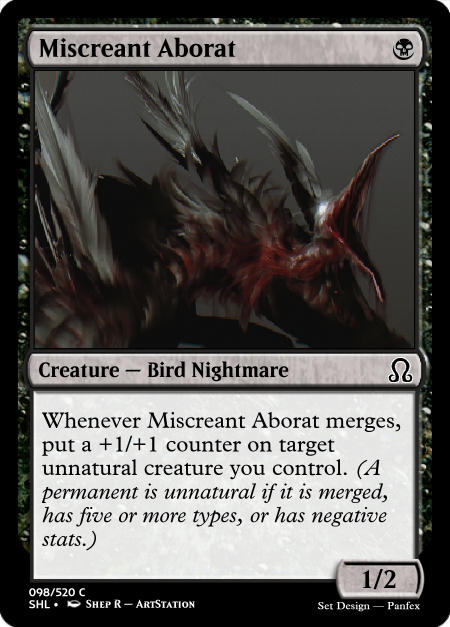 Miscreant Aborat
Creature — Bird Nightmare
Whenever Miscreant Aborat merges,
put a +1/+1 counter on target
unnatural creature you control. (A
permanent is unnatural if it is merged,
has five or more types, or has negative
stats.)
1/2
098/520 C
SHL • Shep R — ArtStation
Set Design — Panfex